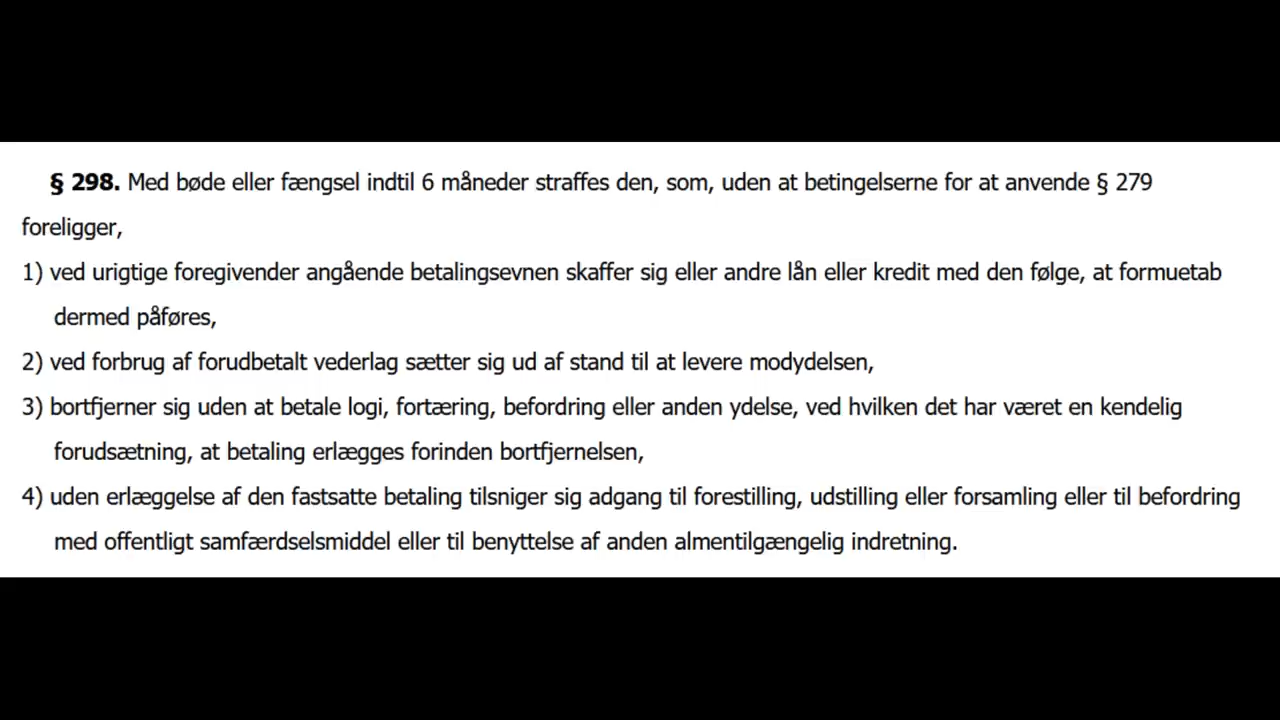 § 298. Med bøde eller fængsel indtil 6 måneder straffes den, som, uden at betingelserne for at anvende § 279
foreligger,
1) ved urigtige foregivender angående betalingsevnen skaffer sig eller andre lån eller kredit med den følge, at formuetab
dermed påføres,
2) ved forbrug af forudbetalt vederlag sætter sig ud af stand til at levere modydelsen,
3) bortfjerner sig uden at betale logi, fortæring, befordring eller anden ydelse, ved hvilken det har været en kendelig
forudsætning, at betaling erlægges forinden bortfjernelsen,
4) uden erlæggelse af den fastsatte betaling tilsniger sig adgang til forestilling, udstilling eller forsamling eller til befordring
med offentligt samfærdselsmiddel eller til benyttelse af anden almentilgængelig indretning.